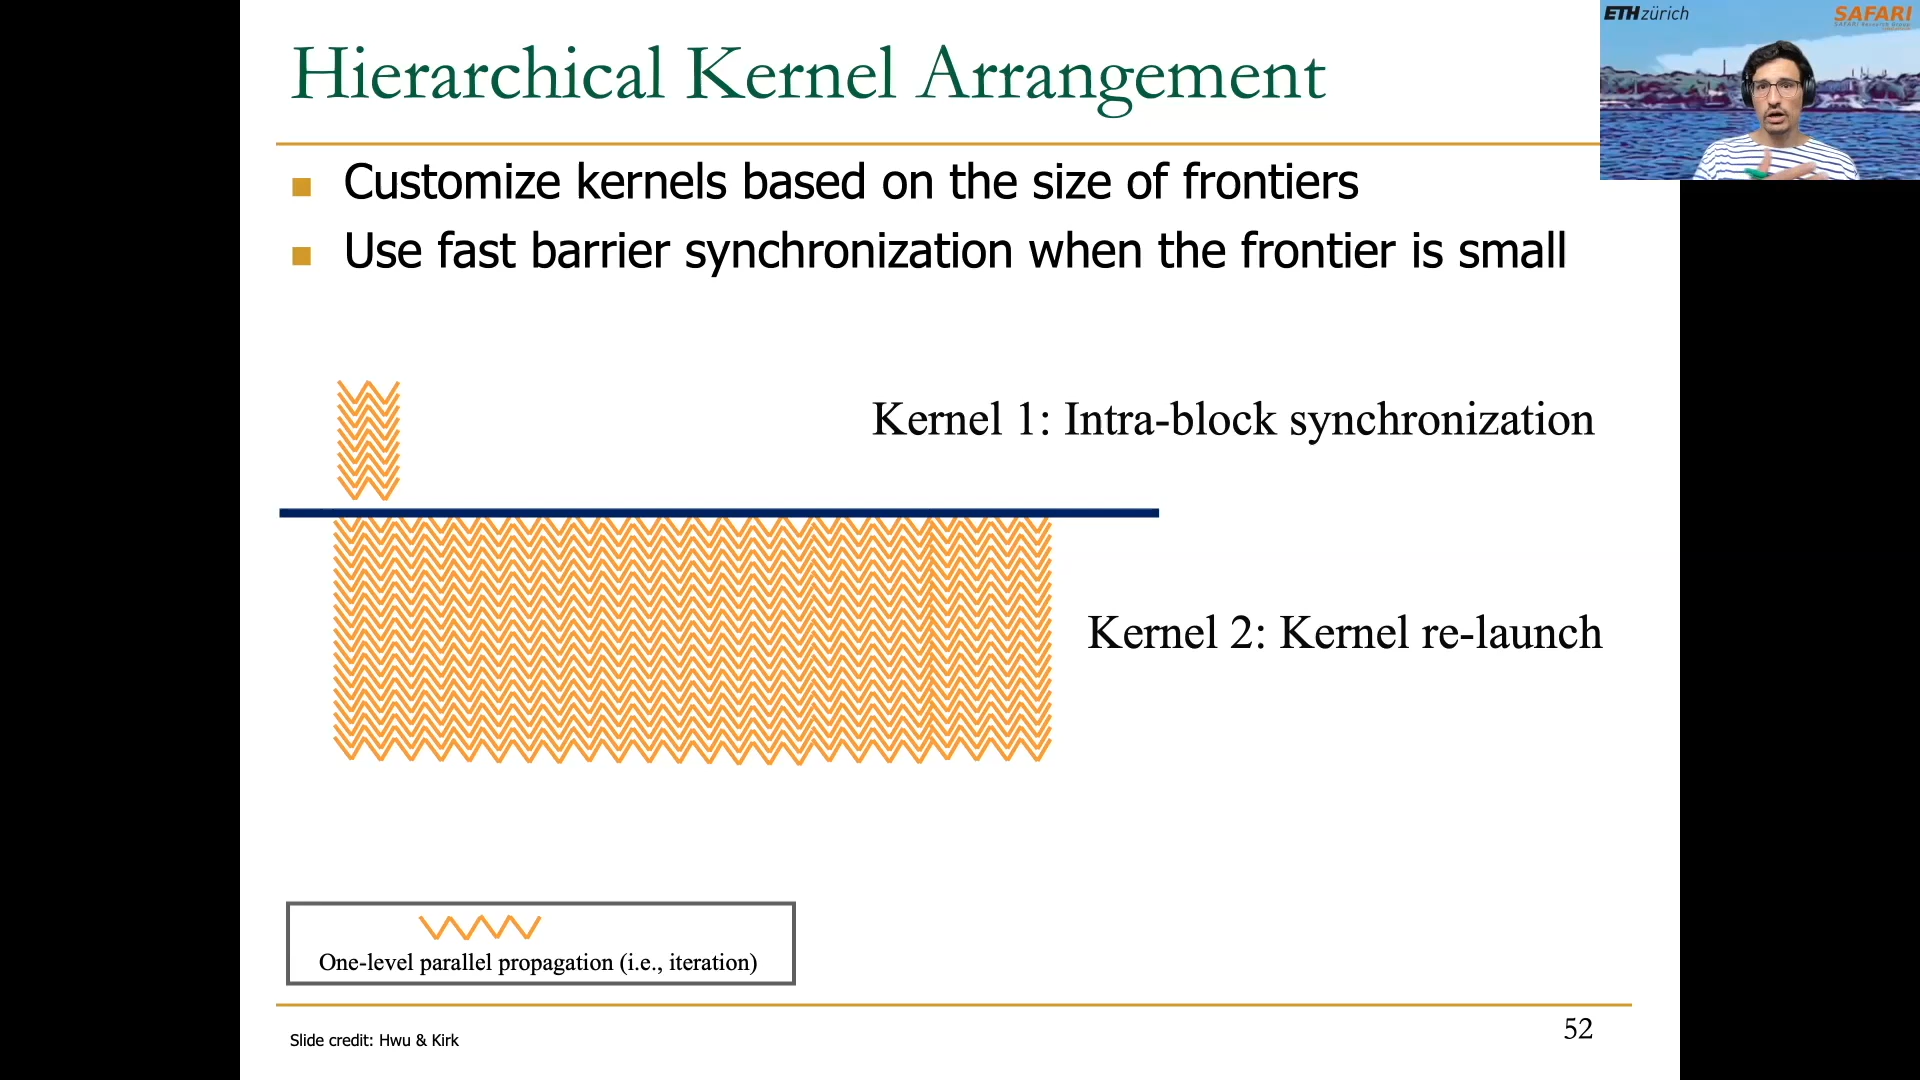 Hierarchical Kernel Arrangement
ETH zürich
SAFARI
Customize kernels based on the size of frontiers
Use fast barrier synchronization when the frontier is small
Kernel 1: Intra-block synchronization
Kernel 2: Kernel re-launch
One-level parallel propagation (i.e., iteration)
Slide credit: Hwu & Kirk
52